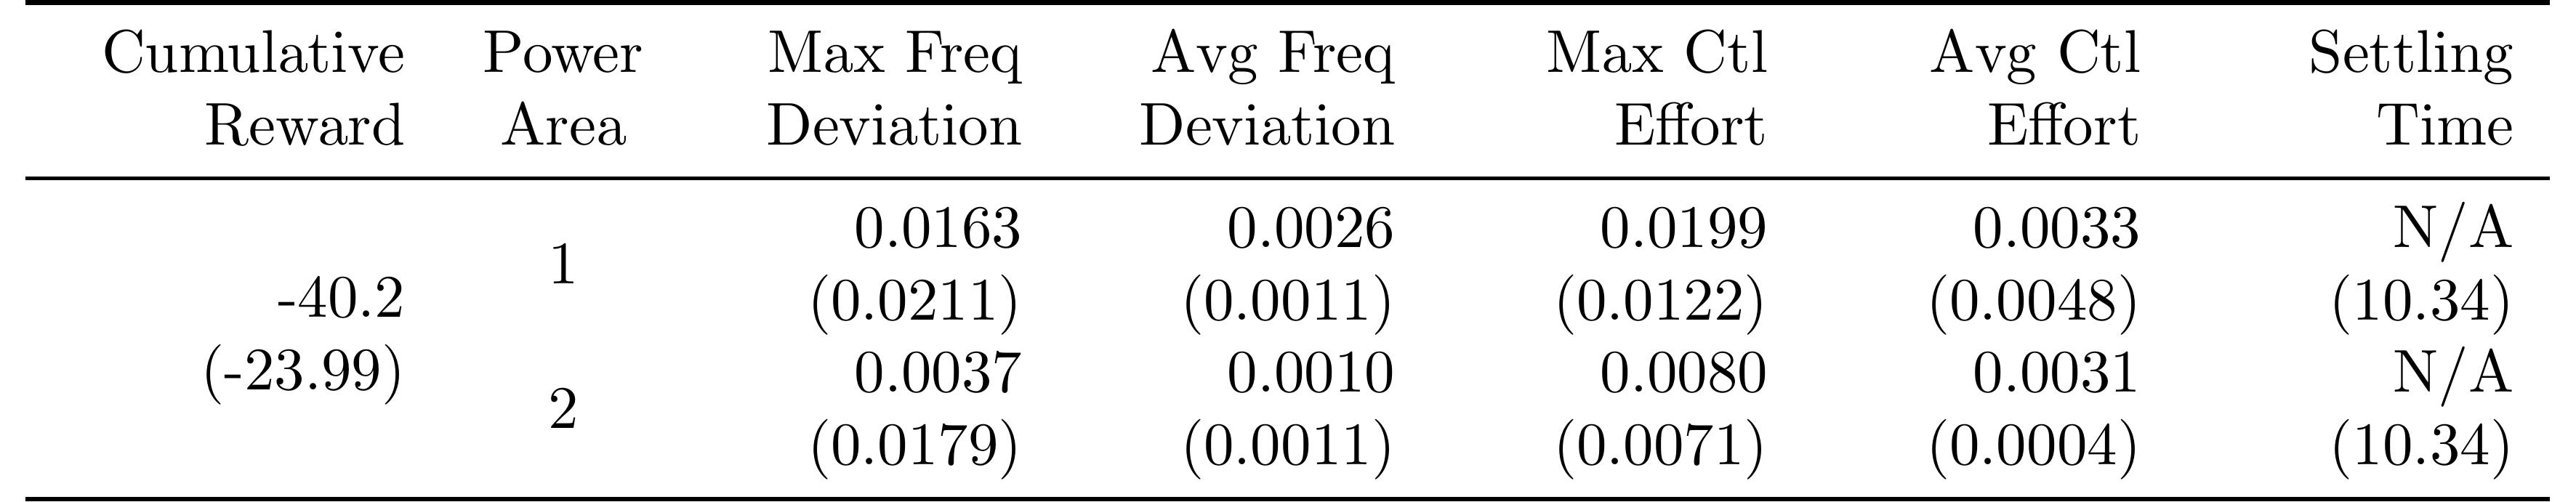 Cumulative Power Max Freq Avg Freq Max Ctl Avg Ctl Settling
Reward Area Deviation Deviation Effort Effort Time
1 0.0163 0.0026 0.0199 0.0033 N/A
-40.2 (0.0211) (0.0011) (0.0122) (0.0048) (10.34)
(-23.99) 0.0037 0.0010 0.0080 0.0031 N/A
2 (0.0179) (0.0011) (0.0071) (0.0004) (10.34)